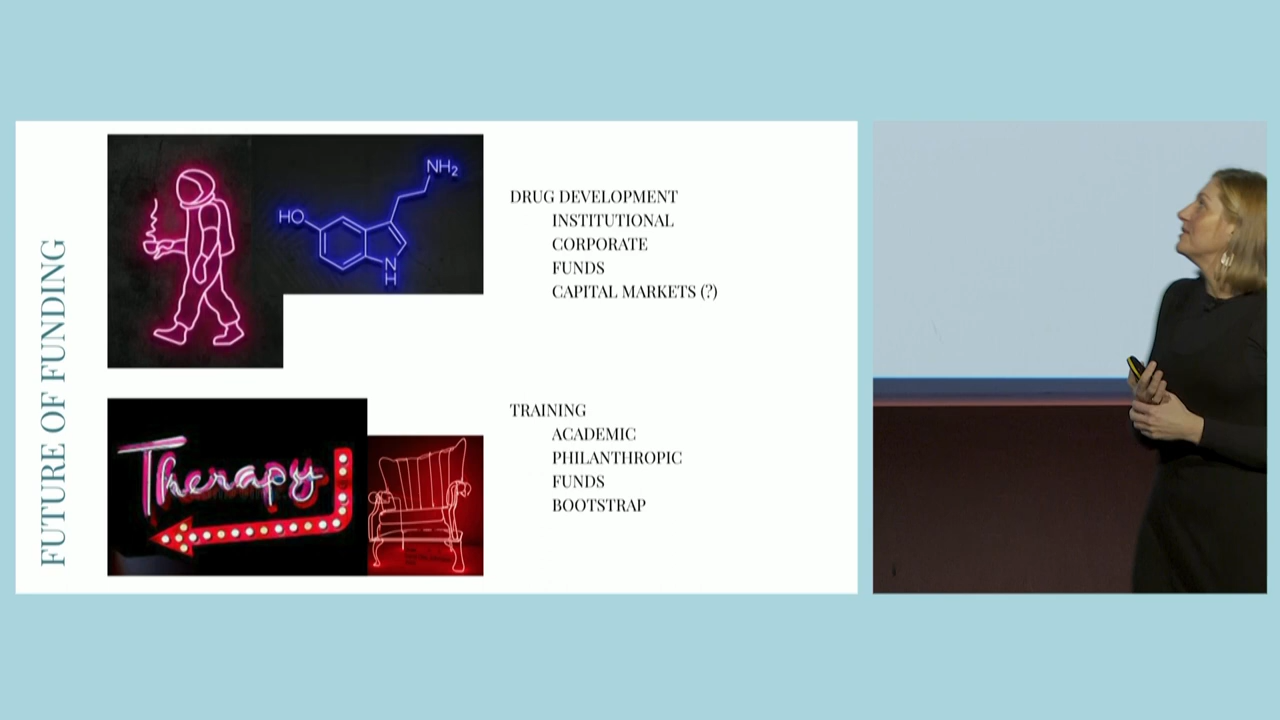 FUTURE OF FUNDING
NH2
HO
N
H
DRUG DEVELOPMENT
INSTITUTIONAL
CORPORATE
FUNDS
CAPITAL MARKETS (?)
Therapy
TRAINING
ACADEMIC
PHILANTHROPIC
FUNDS
BOOTSTRAP